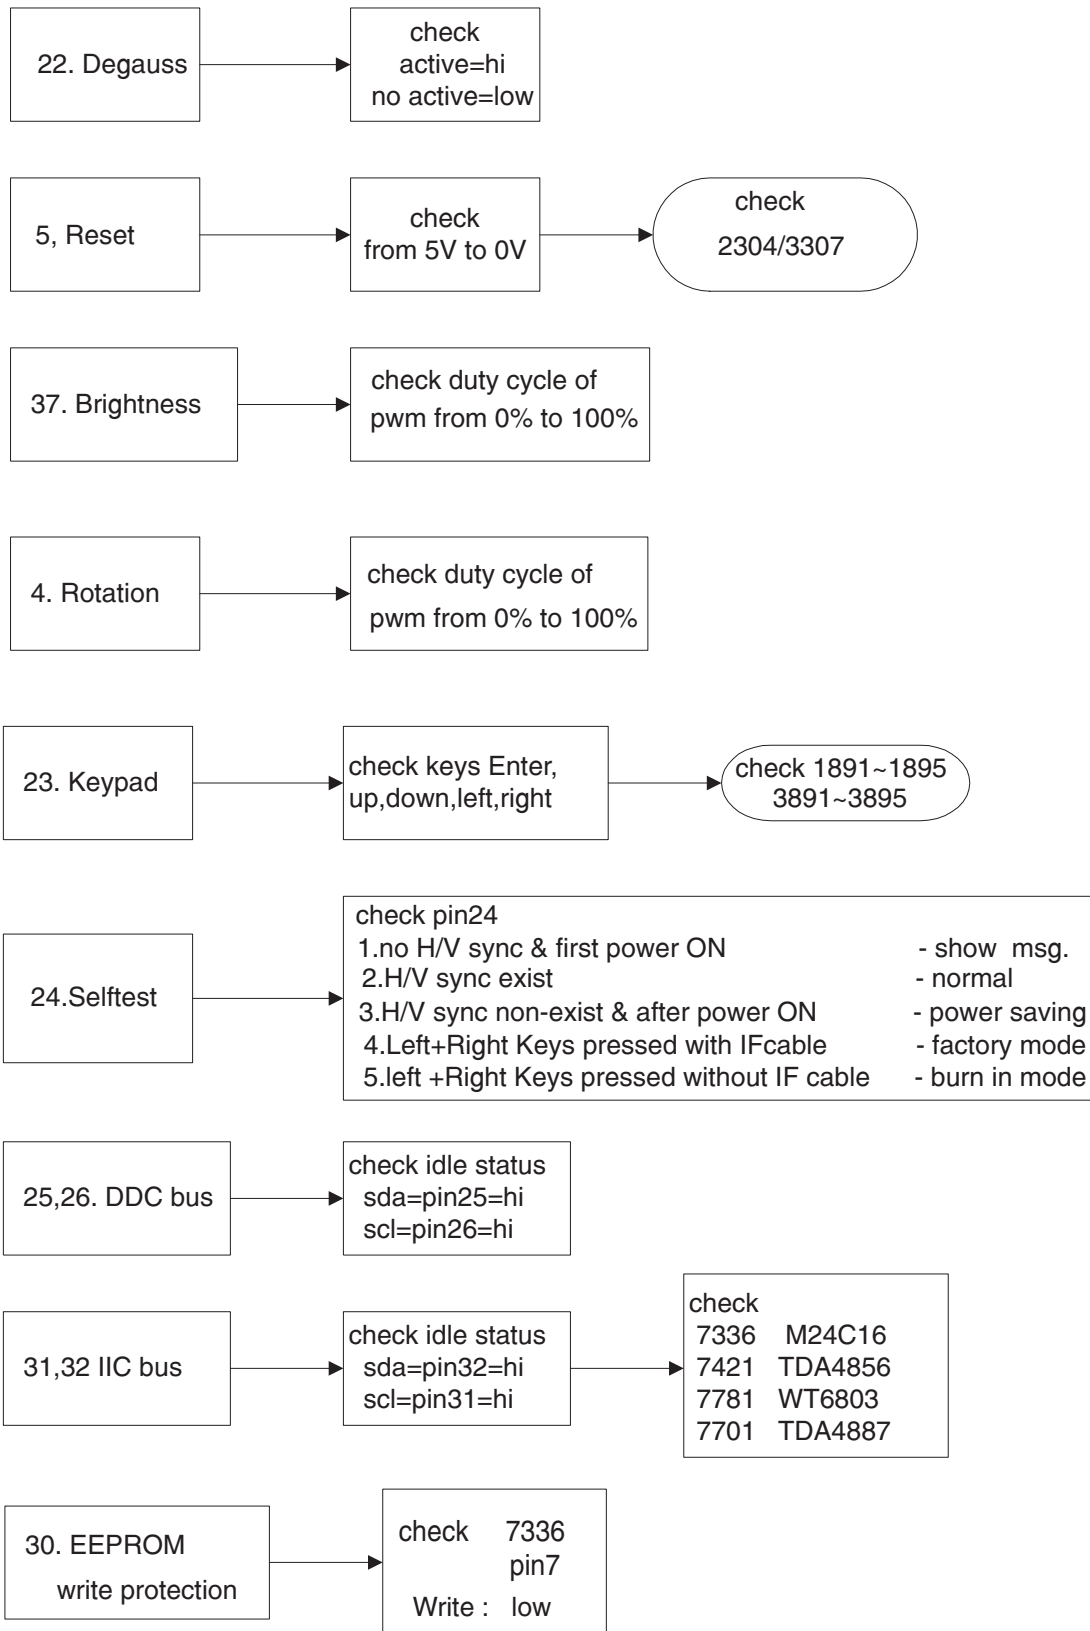 22. Degauss
check
active=hi
no active=low
5, Reset
check
from 5V to 0V
check
2304/3307
37. Brightness
check duty cycle of
pwm from 0% to 100%
4. Rotation
check duty cycle of
pwm from 0% to 100%
23. Keypad
check keys Enter,
up,down,left,right
check 1891~1895
3891~3895
24.Selftest
check pin24
1.no H/V sync & first power ON - show msg.
2.H/V sync exist - normal
3.H/V sync non-exist & after power ON - power saving
4.Left+Right Keys pressed with IFcable - factory mode
5.left +Right Keys pressed without IF cable - burn in mode
25,26. DDC bus
check idle status
sda=pin25=hi
scl=pin26=hi
31,32 IIC bus
check idle status
sda=pin32=hi
scl=pin31=hi
check
7336 M24C16
7421 TDA4856
7781 WT6803
7701 TDA4887
30. EEPROM
write protection
check 7336
pin7
Write : low